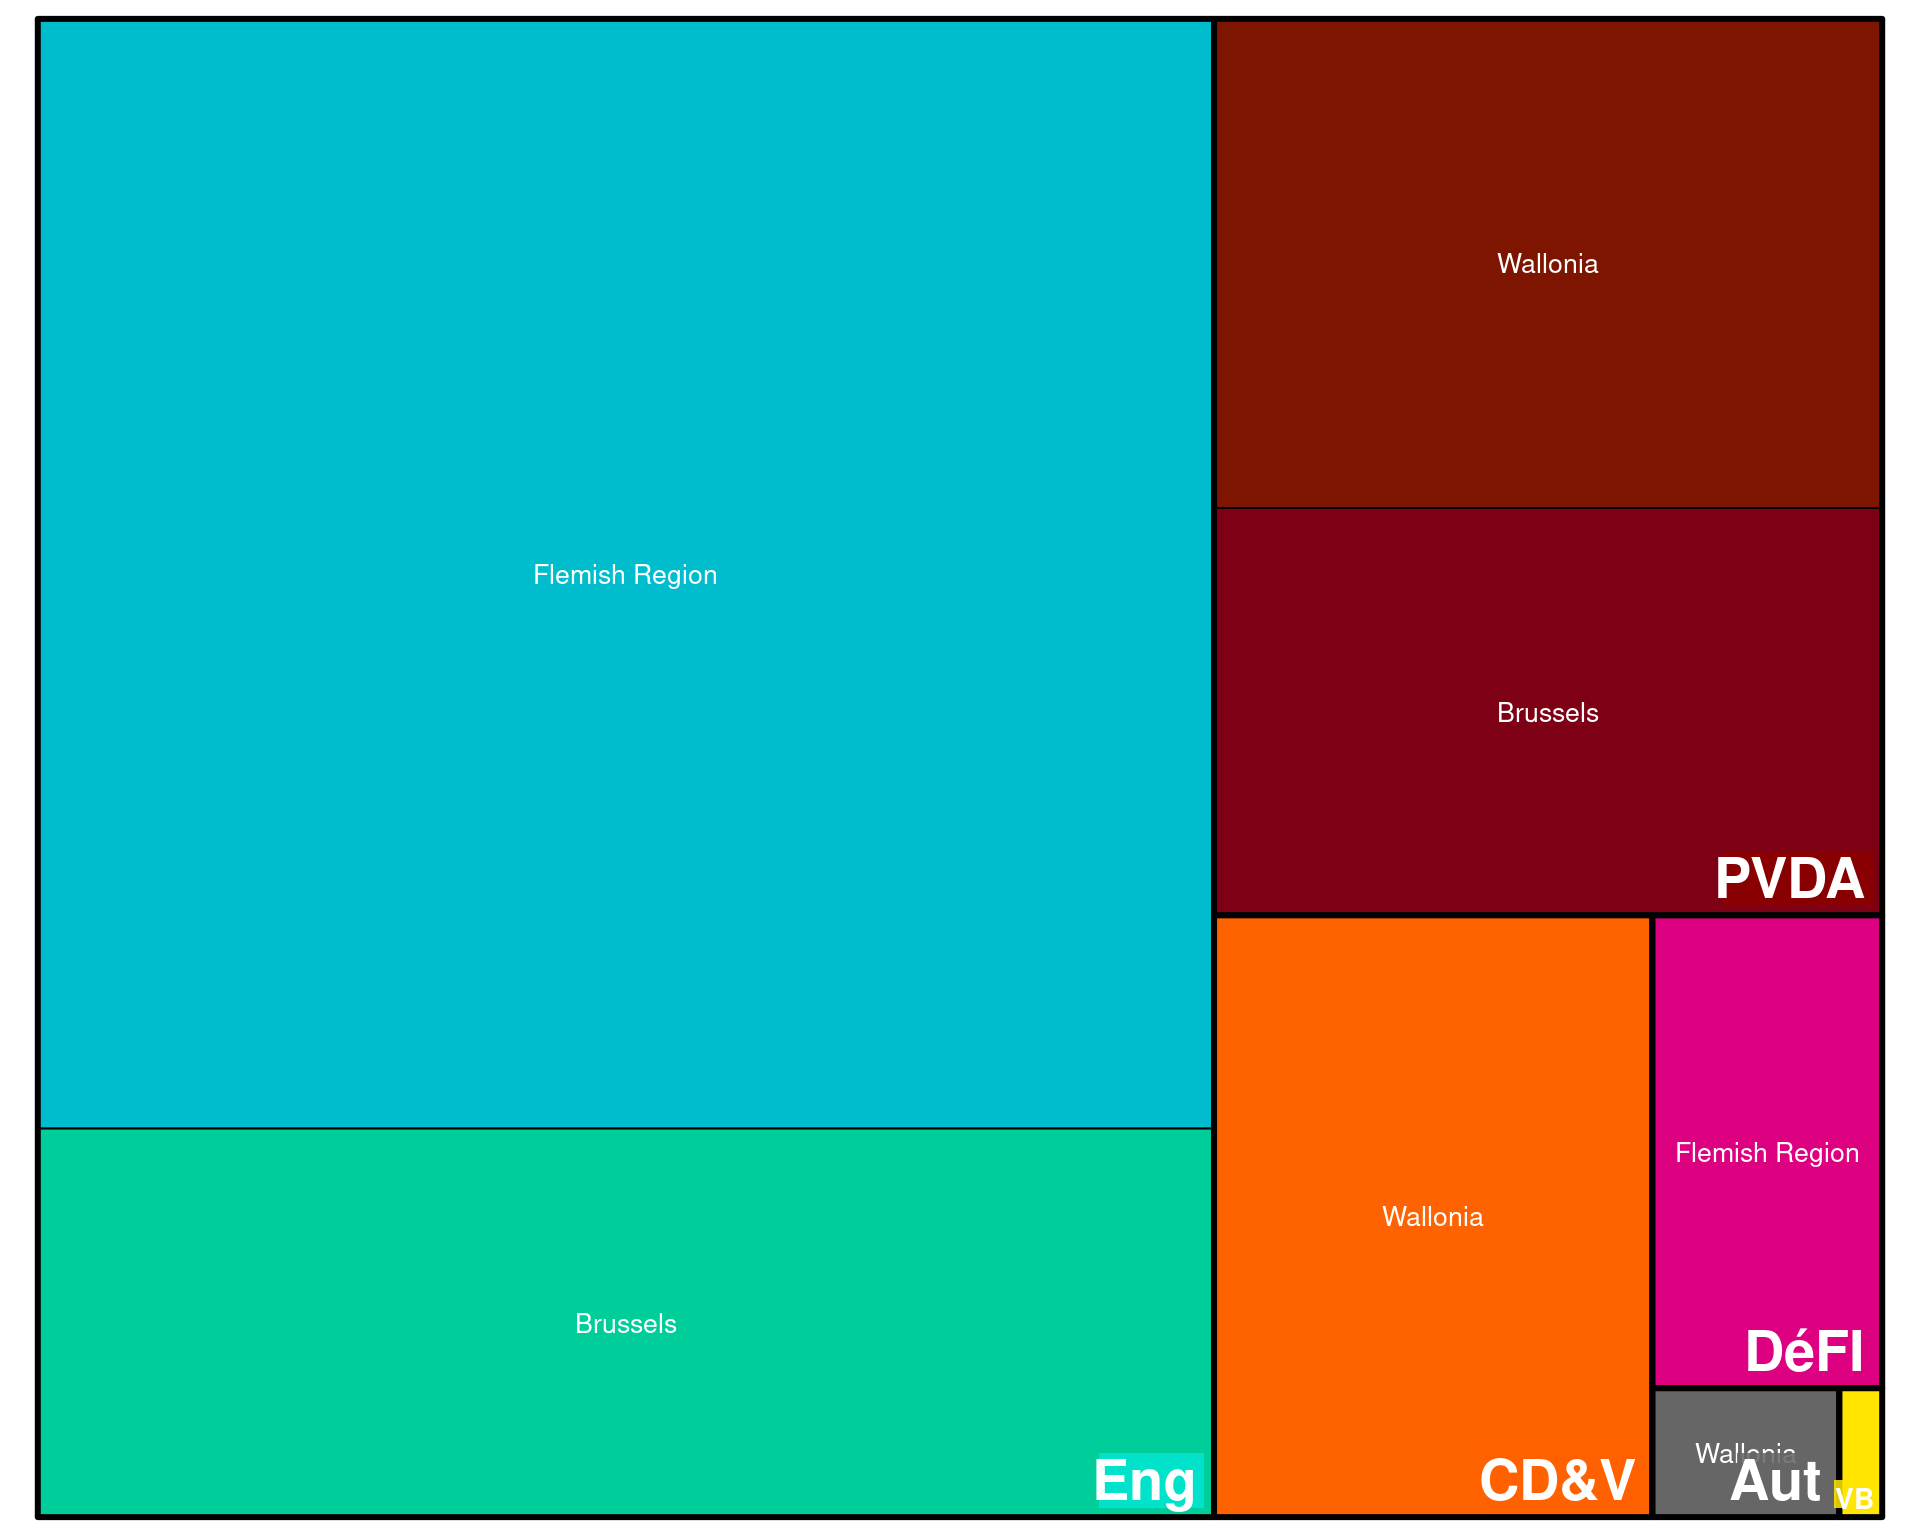 Flemish Region
Brussels
Eng
Wallonia
Brussels
PVDA
Wallonia
CD&V
Flemish Region
DéFI
Wallonia
Aut
VB